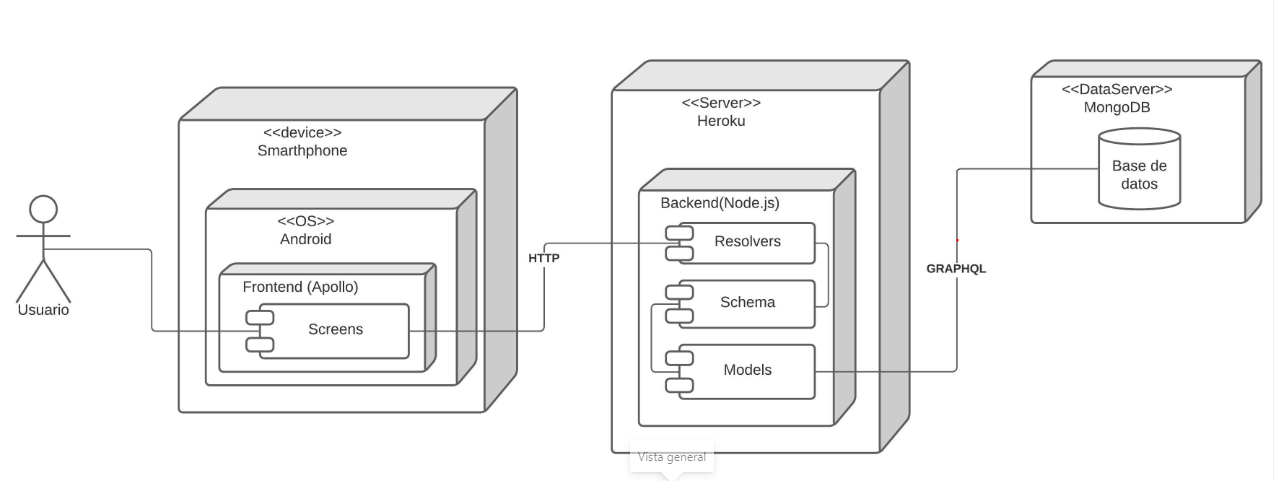 Usuario
<<device>>
Smarthphone
<<OS>>
Android
Frontend (Apollo)
Screens
HTTP
<<Server>>
Heroku
Backend(Node.js)
Resolvers
Schema
Models
GRAPHQL
<<DataServer>>
MongoDB
Base de
datos
Vista general